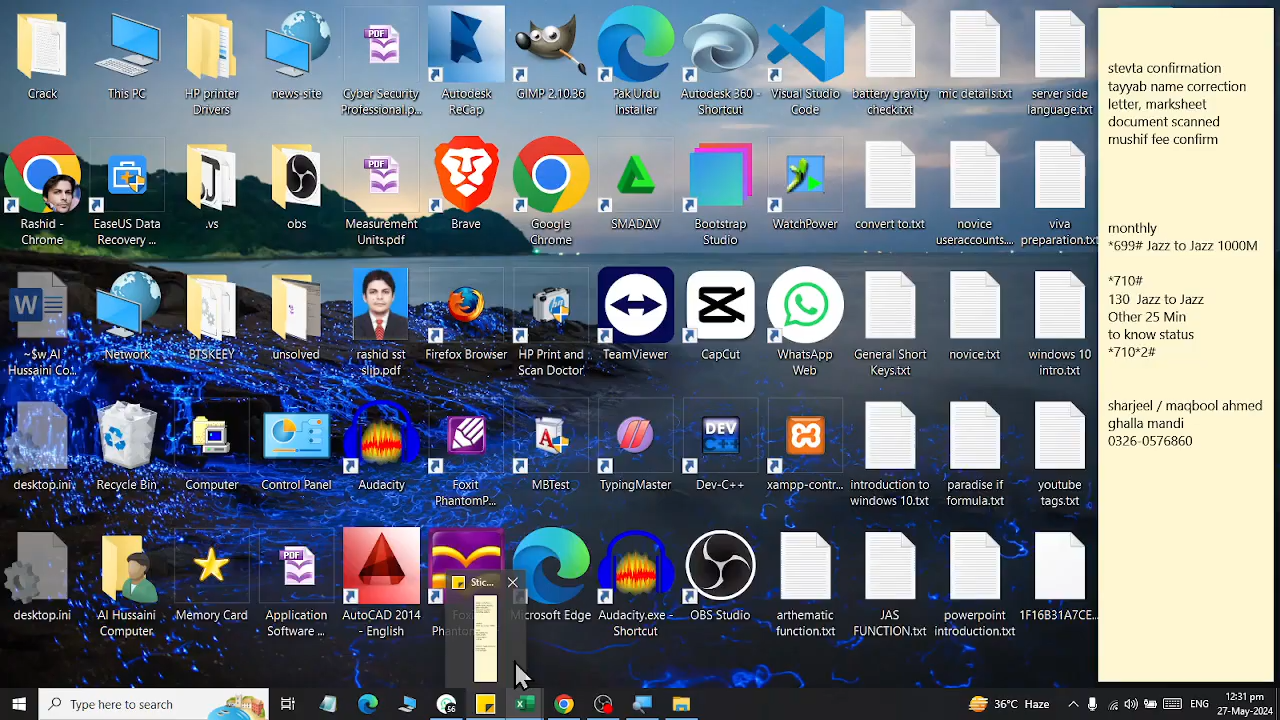 Crack
This PC
HP printer
Drivers
news-site
Cyber Security
Professional,p...
Autodesk
ReCap
GIMP 2.10.36
Pak Urdu
Installer
Autodesk 360 -
Shortcut
Visual Studio
Code
battery gravity
check.txt
mic details.txt
server side
language.txt
Rashid -
Chrome
EaseUS Data
Recovery ...
.vs
obs
Measurement
Units.pdf
Brave
Google
Chrome
SMADAV
Bootstrap
Studio
WatchPower
convert to.txt
novice
useraccounts....
viva
preparation.txt
~$w Al
Hussaini Co...
Network
BTSKEEY
unsolved
rashid sst
slip.pdf
Firefox Browser
HP Print and
Scan Doctor
TeamViewer
CapCut
WhatsApp
Web
General Short
Keys.txt
novice.txt
windows 10
intro.txt
desktop.ini
Recycle Bin
Computer
Control Panel
Audacity
Foxit
PhantomP...
MBTest
TypingMaster
DEV
Dev-C++
xampp-contr...
introduction to
windows 10.txt
paradise if
formula.txt
youtube
tags.txt
desktop.ini
Al Hussaini
Computer
Memory Card
Application
Software ...
AutoCAD 2014
- English
Microsoft Edge
Audacity.exe -
Shortcut
OBS Studio
arthematic
function.txt
JAS
FUNCTION.txt
powerpoint
introduction.txt
1F16B31A7CE...
Stic...
stevta confirmation
tayyab name correction
letter, marksheet
document scanned
mushif fee confirm
monthly
*699# Jazz to Jazz 1000M
*710#
130 Jazz to Jazz
Other 25 Min
to know status
*710*2#
sharjeel / maqbool ahmed
ghalla mandi
0326-0576860
Type here to search
36°C Haze
ENG
12:31 pm
27-May-2024